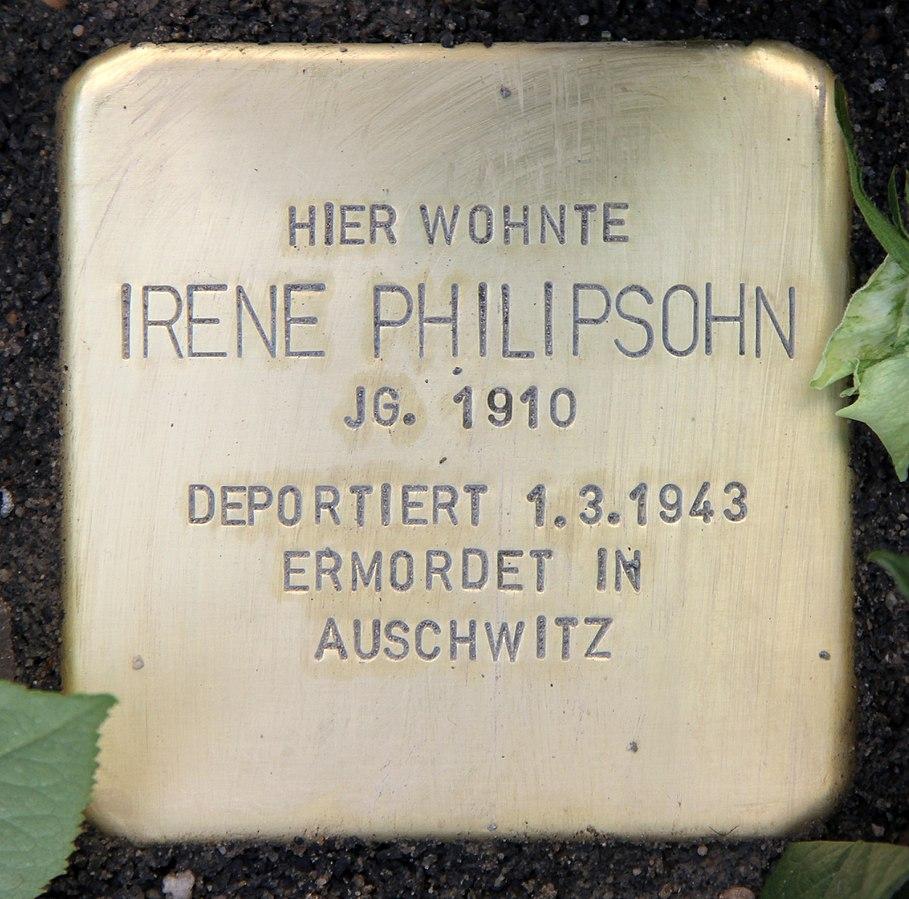 HIER WOHNTE
IRENE PHILIPSOHN
JG. 1910
DEPORTIERT 1.3.1943
ERMORDET IN
AUSCHWITZ